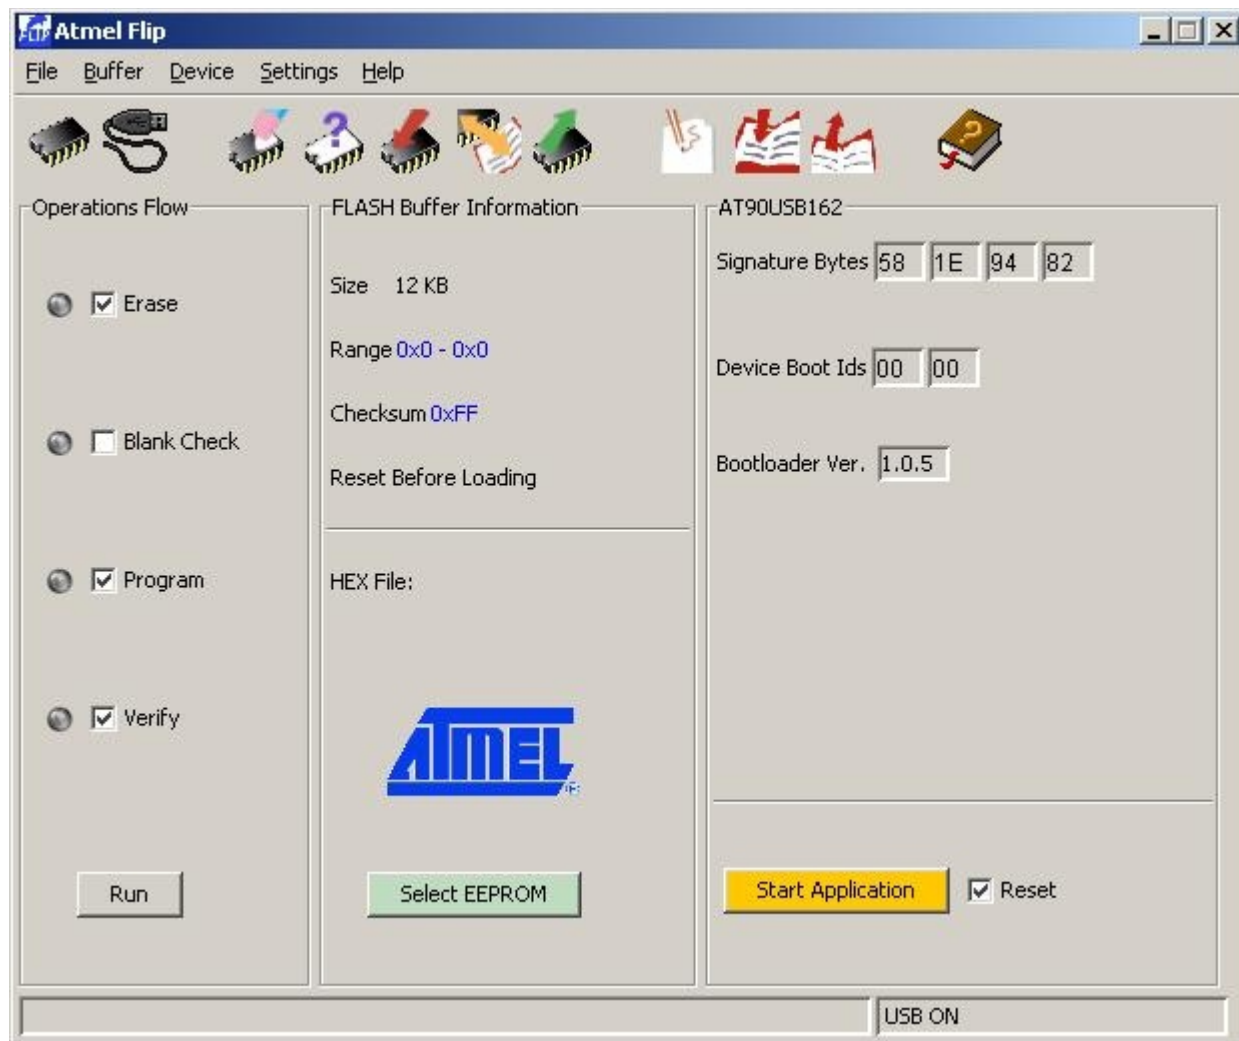 Atmel Flip
File Buffer Device Settings Help
Operations Flow
Erase
Blank Check
Program
Verify
Run
FLASH Buffer Information
Size 12 KB
Range 0x0 - 0x0
Checksum 0xFF
Reset Before Loading
HEX File:
ATMEL
Select EEPROM
AT90USB162
Signature Bytes 58 1E 94 82
Device Boot Ids 00 00
Bootloader Ver. 1.0.5
Start Application Reset
USB ON